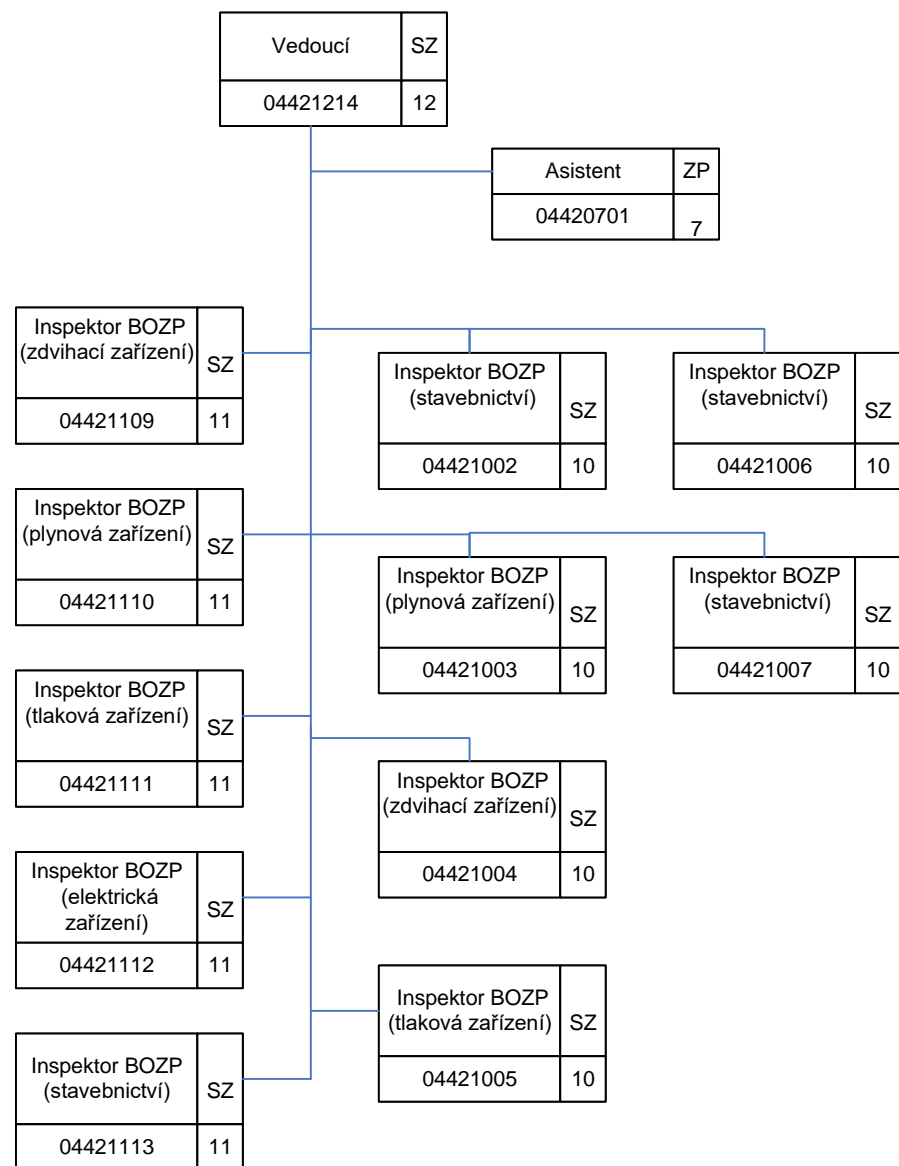 Vedoucí SZ
04421214 12
Asistent ZP
04420701 7
Inspektor BOZP
(zdvihací zařízení) SZ
04421109 11
Inspektor BOZP
(stavebnictví) SZ
04421002 10
Inspektor BOZP
(stavebnictví) SZ
04421006 10
Inspektor BOZP
(plynová zařízení) SZ
04421110 11
Inspektor BOZP
(plynová zařízení) SZ
04421003 10
Inspektor BOZP
(stavebnictví) SZ
04421007 10
Inspektor BOZP
(tlaková zařízení) SZ
04421111 11
Inspektor BOZP
(zdvihací zařízení) SZ
04421004 10
Inspektor BOZP
(elektrická SZ
zařízení)
04421112 11
Inspektor BOZP
(tlaková zařízení) SZ
04421005 10
Inspektor BOZP
(stavebnictví) SZ
04421113 11